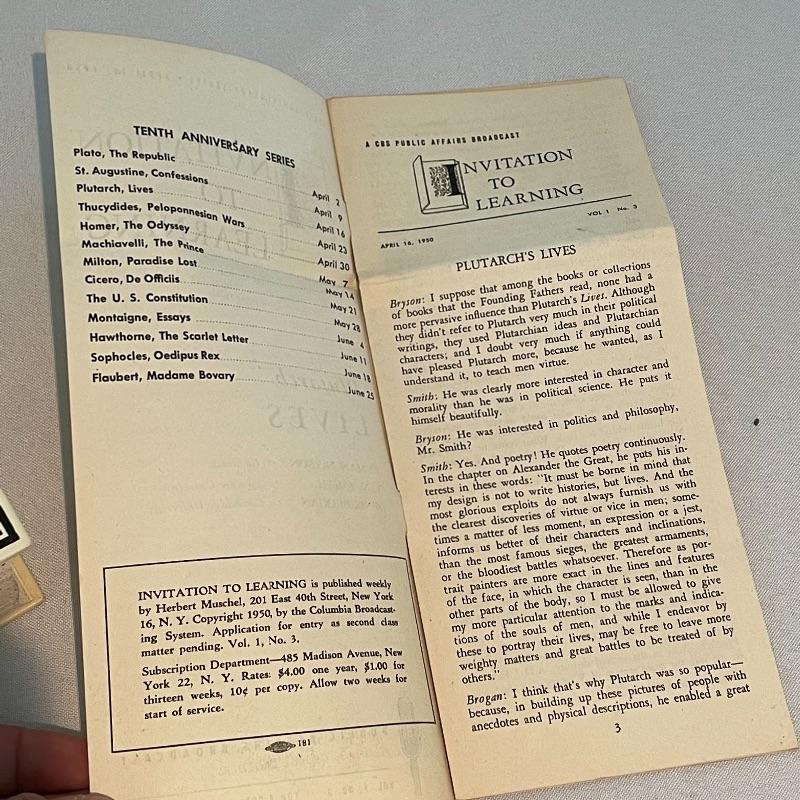 TENTH ANNIVERSARY SERIES
Plato, The Republic April 2
St. Augustine, Confessions April 9
Plutarch, Lives April 16
Thucydides, Peloponnesian Wars April 23
Homer, The Odyssey April 30
Machiavelli, The Prince May 7
Milton, Paradise Lost May 14
Cicero, De Officiis May 21
The U. S. Constitution May 28
Montaigne, Essays June 4
Hawthorne, The Scarlet Letter June 11
Sophocles, Oedipus Rex June 18
Flaubert, Madame Bovary June 25
INVITATION TO LEARNING is published weekly
by Herbert Muschel, 201 East 40th Street, New York
16, N. Y. Copyright 1950, by the Columbia Broadcast-
ing System. Application for entry as second class
matter pending. Vol. 1, No. 3.
Subscription Department—485 Madison Avenue, New
York 22, N. Y. Rates: $4.00 one year, $1.00 for
thirteen weeks, 10¢ per copy. Allow two weeks for
start of service.
181
A CBS PUBLIC AFFAIRS BROADCAST
INVITATION
TO
LEARNING
APRIL 16, 1950 VOL 1 No. 3
PLUTARCH'S LIVES
Bryson: I suppose that among the books or collections
of books that the Founding Fathers read, none had a
more pervasive influence than Plutarch's Lives. Although
they didn't refer to Plutarch very much in their political
writings, they used Plutarchian ideas and Plutarchian
characters; and I doubt very much if anything could
have pleased Plutarch more, because he wanted, as I
understand it, to teach men virtue.
Smith: He was clearly more interested in character and
morality than he was in political science. He puts it
himself beautifully.
Bryson: He was interested in politics and philosophy,
Mr. Smith?
Smith: Yes. And poetry! He quotes poetry continuously.
In the chapter on Alexander the Great, he puts his in-
terests in these words: "It must be borne in mind that
my design is not to write histories, but lives. And the
most glorious exploits do not always furnish us with
the clearest discoveries of virtue or vice in men; some-
times a matter of less moment, an expression or a jest,
informs us better of their characters and inclinations,
than the most famous sieges, the greatest armaments,
or the bloodiest battles whatsoever. Therefore as por-
trait painters are more exact in the lines and features
of the face, in which the character is seen, than in the
other parts of the body, so I must be allowed to give
my more particular attention to the marks and indica-
tions of the souls of men, and while I endeavor by
these to portray their lives, may be free to leave more
weighty matters and great battles to be treated of by
others."
Brogan: I think that's why Plutarch was so popular—
because, in building up these pictures of people with
anecdotes and physical descriptions, he enabled a great
3